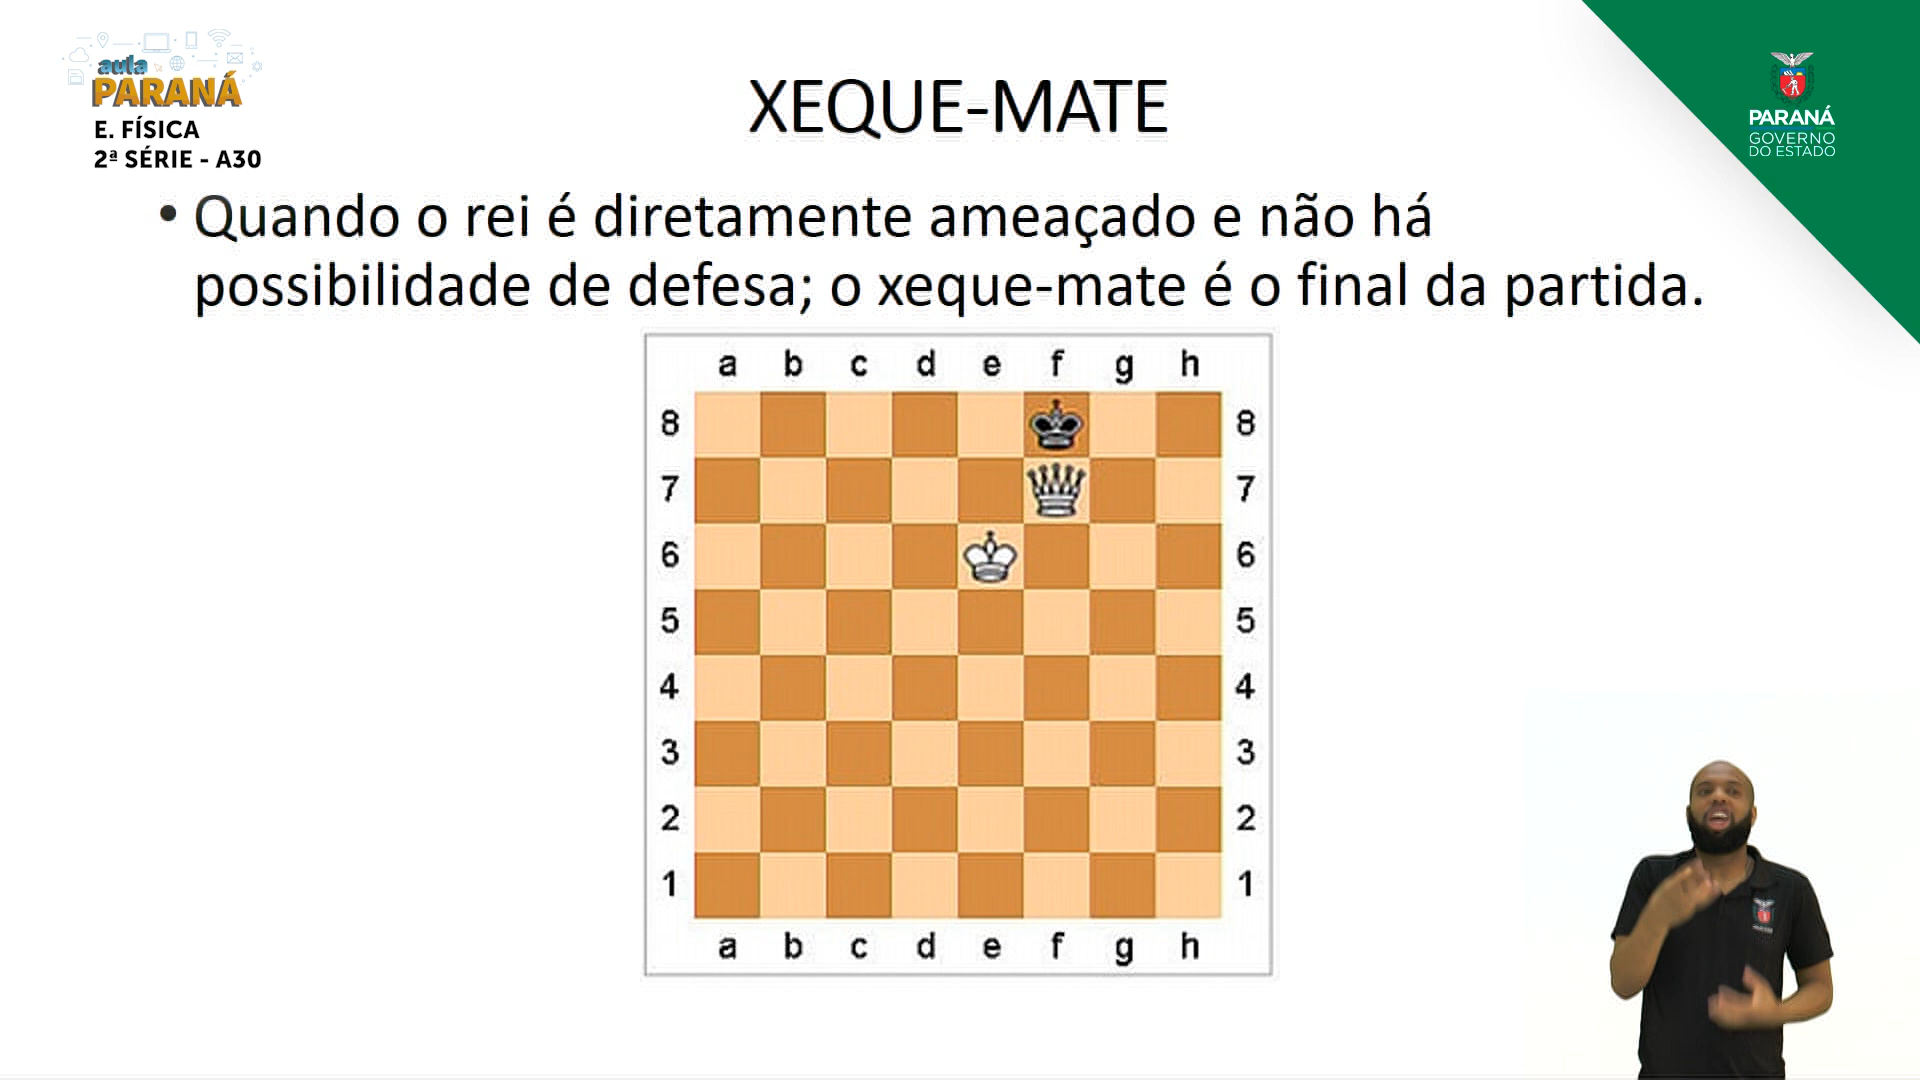 aula
PARANÁ
E. FÍSICA
2ª SÉRIE - A30
XEQUE-MATE
PARANÁ
GOVERNO
DO ESTADO
• Quando o rei é diretamente ameaçado e não há
possibilidade de defesa; o xeque-mate é o final da partida.
a b c d e f g h
8 8
7 7
6 6
5 5
4 4
3 3
2 2
1 1
a b c d e f g h